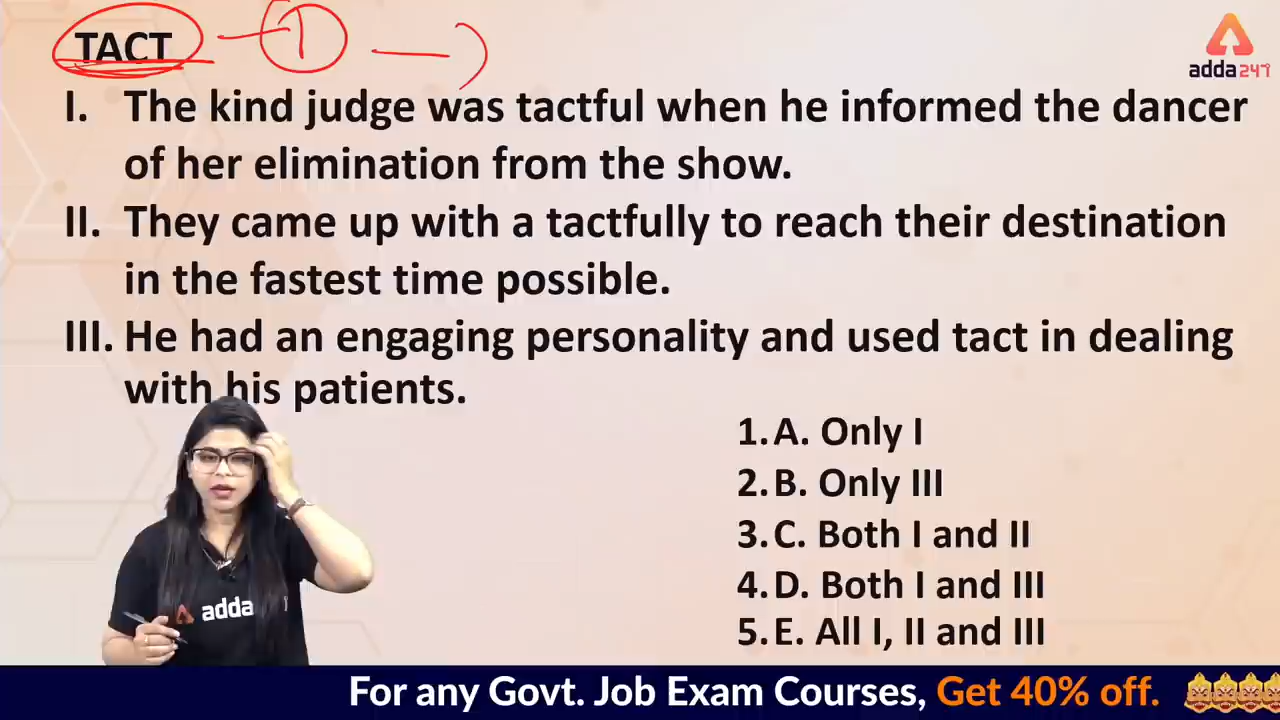 TACT
adda247
I. The kind judge was tactful when he informed the dancer
of her elimination from the show.
II. They came up with a tactfully to reach their destination
in the fastest time possible.
III. He had an engaging personality and used tact in dealing
with his patients.
1. A. Only I
2. B. Only III
3. C. Both I and II
4. D. Both I and III
5. E. All I, II and III
adda
For any Govt. Job Exam Courses, Get 40% off.